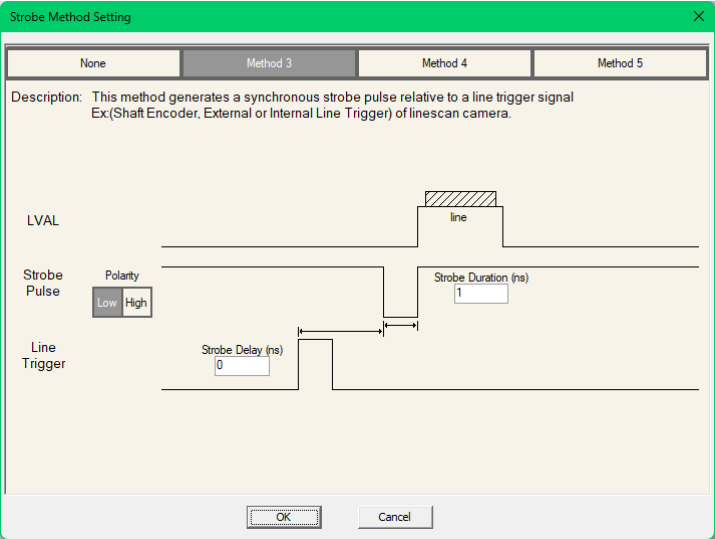 Strobe Method Setting
None
Method 3
Method 4
Method 5
Description: This method generates a synchronous strobe pulse relative to a line trigger signal
Ex:(Shaft Encoder, External or Internal Line Trigger) of linescan camera.
LVAL
line
Strobe
Pulse
Polarity
Low
High
Strobe Duration (ns)
1
Line
Trigger
Strobe Delay (ns)
0
OK
Cancel